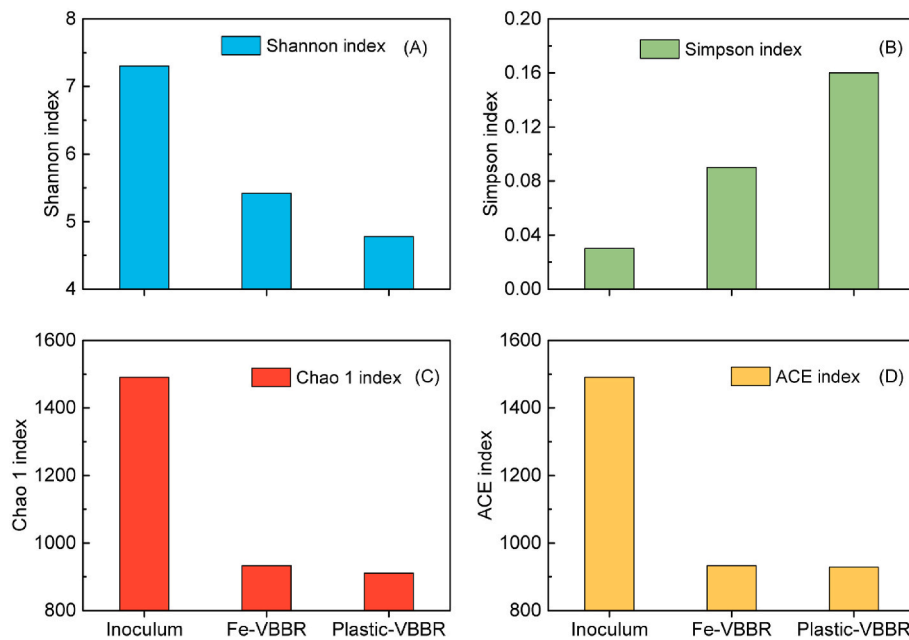 8
7
6
5
4
Shannon index
Shannon index (A)
0.20
0.16
0.12
0.08
0.04
0.00
Simpson index
Simpson index (B)
1600
1400
1200
1000
800
Chao 1 index
Chao 1 index (C)
Inoculum Fe-VBBR Plastic-VBBR
1600
1400
1200
1000
800
ACE index
ACE index (D)
Inoculum Fe-VBBR Plastic-VBBR